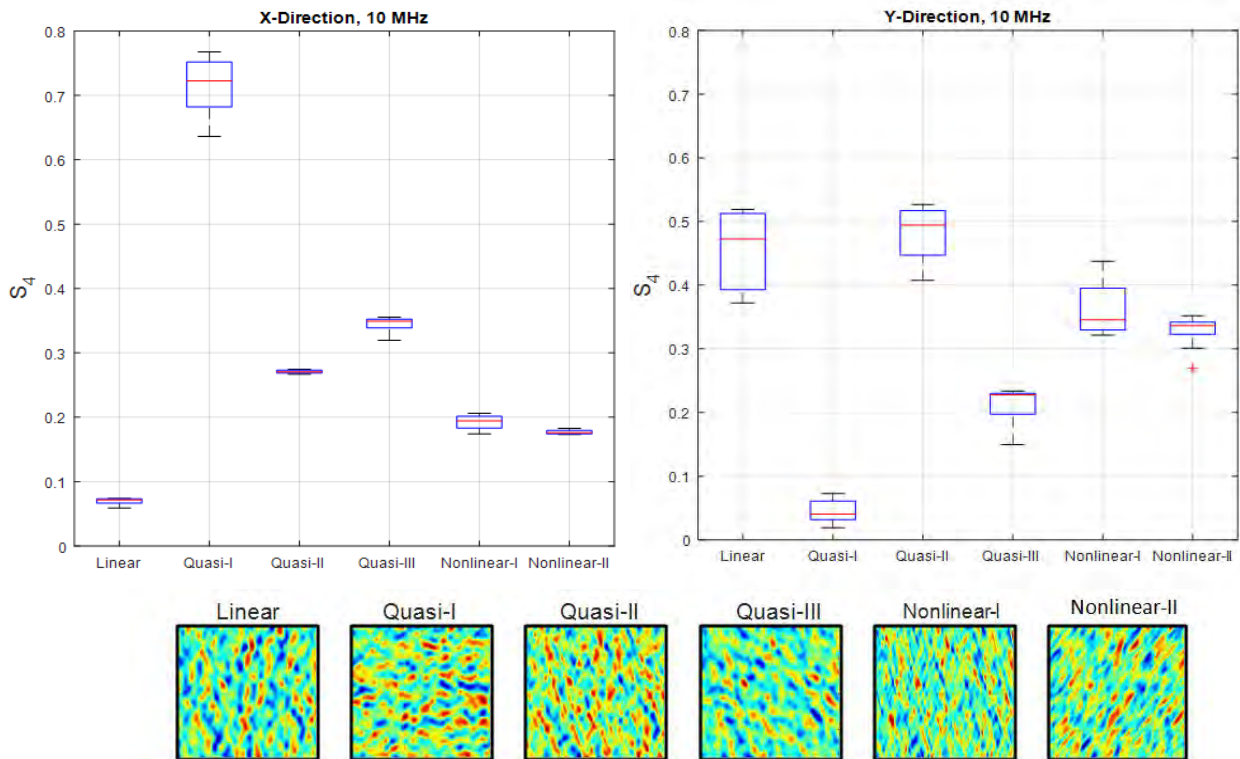 X-Direction, 10 MHz
0.8
0.7
0.6
0.5
0.4
0.3
0.2
0.1
0
S4
Linear Quasi-I Quasi-II Quasi-III Nonlinear-I Nonlinear-II
Y-Direction, 10 MHz
0.8
0.7
0.6
0.5
0.4
0.3
0.2
0.1
0
S4
Linear Quasi-I Quasi-II Quasi-III Nonlinear-I Nonlinear-II
Linear Quasi-I Quasi-II Quasi-III Nonlinear-I Nonlinear-II